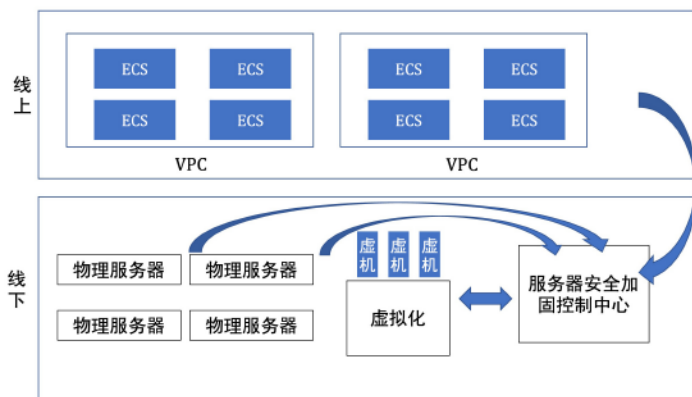 线上
ECS
ECS
ECS
ECS
ECS
ECS
ECS
ECS
VPC
VPC
线下
虚机
虚机
虚机
物理服务器
物理服务器
物理服务器
物理服务器
虚拟化
服务器安全加
固控制中心